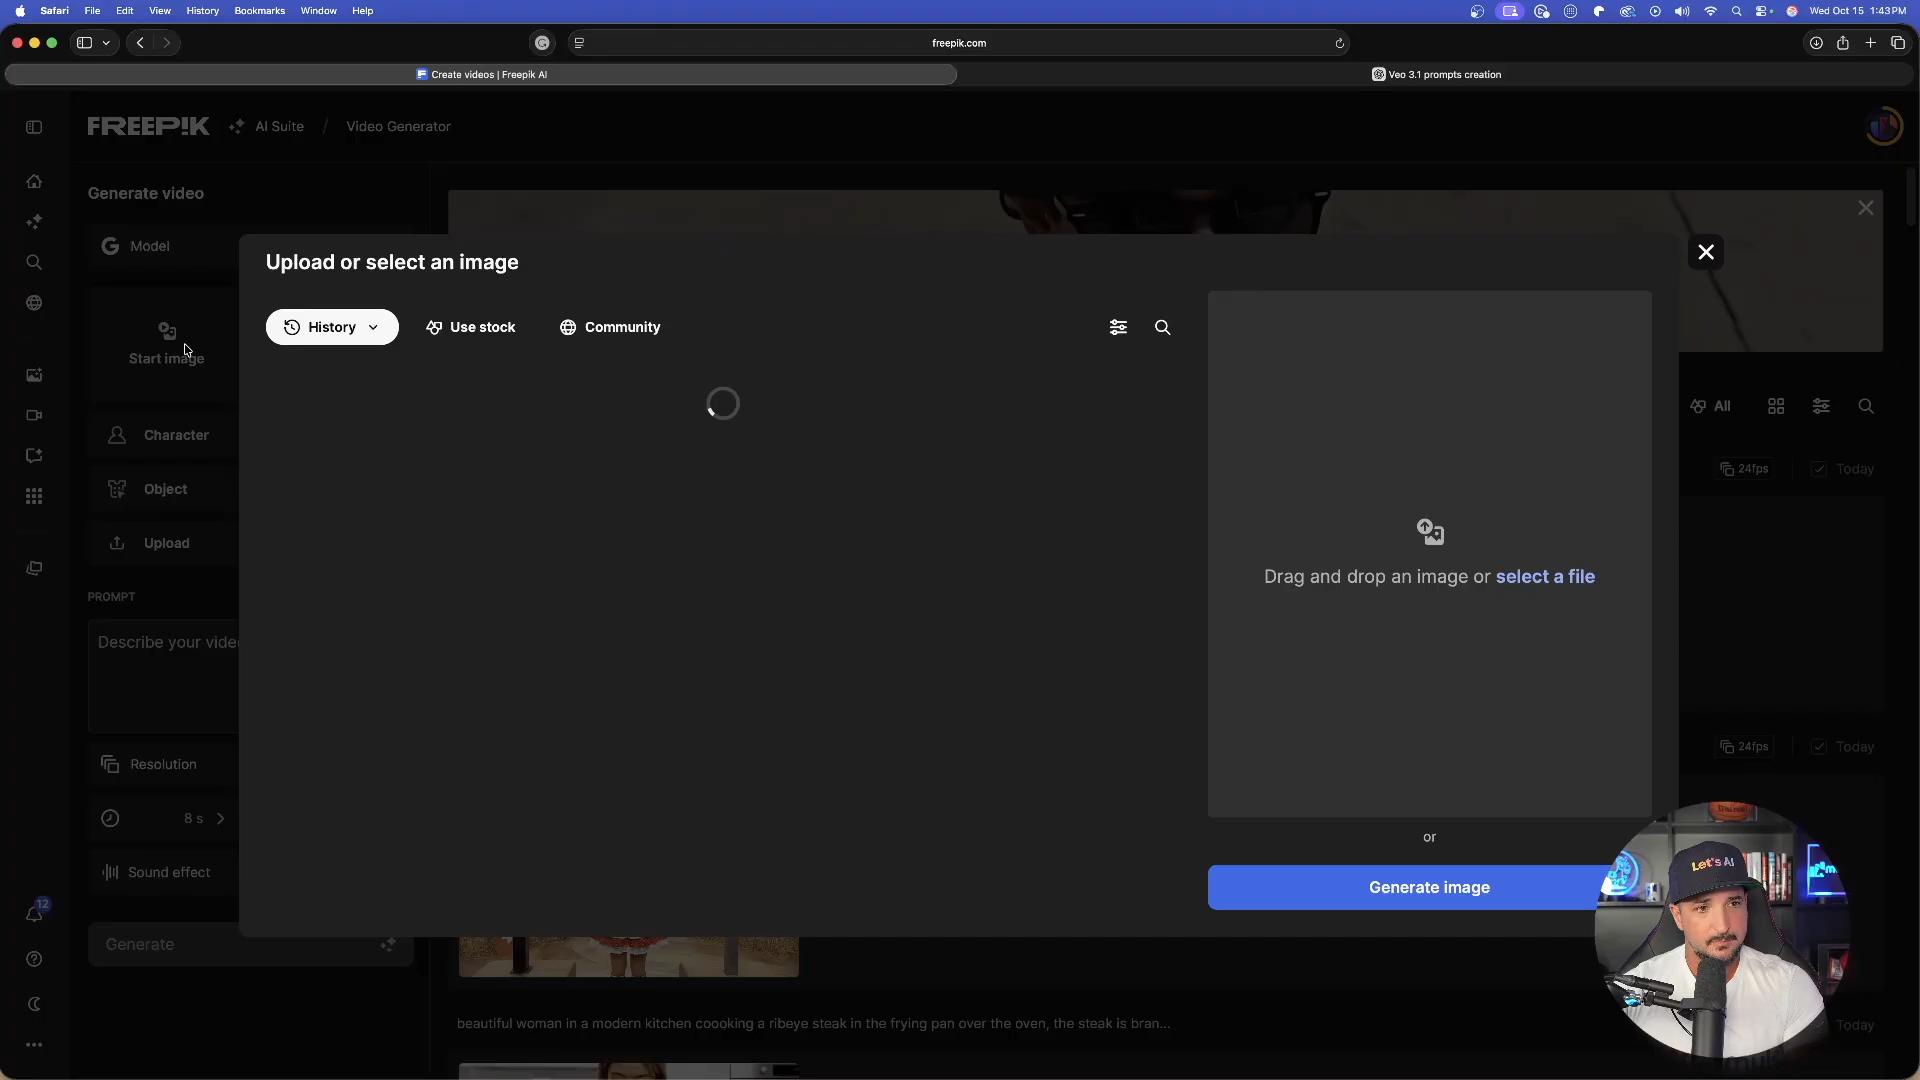 Safari File Edit View History Bookmarks Window Help
Wed Oct 15 1:43 PM
freepik.com
Create videos | Freepik AI
Veo 3.1 prompts creation
FREEP!K AI Suite / Video Generator
Generate video
Model
Upload or select an image
History
Use stock
Community
Start image
All
Character
24fps
Today
Object
Upload
Drag and drop an image or select a file
PROMPT
Describe your vide
24fps
Today
Resolution
8 s
or
Sound effect
Generate image
Let's AI
12
Generate
beautiful woman in a modern kitchen coooking a ribeye steak in the frying pan over the oven, the steak is bran...
Today